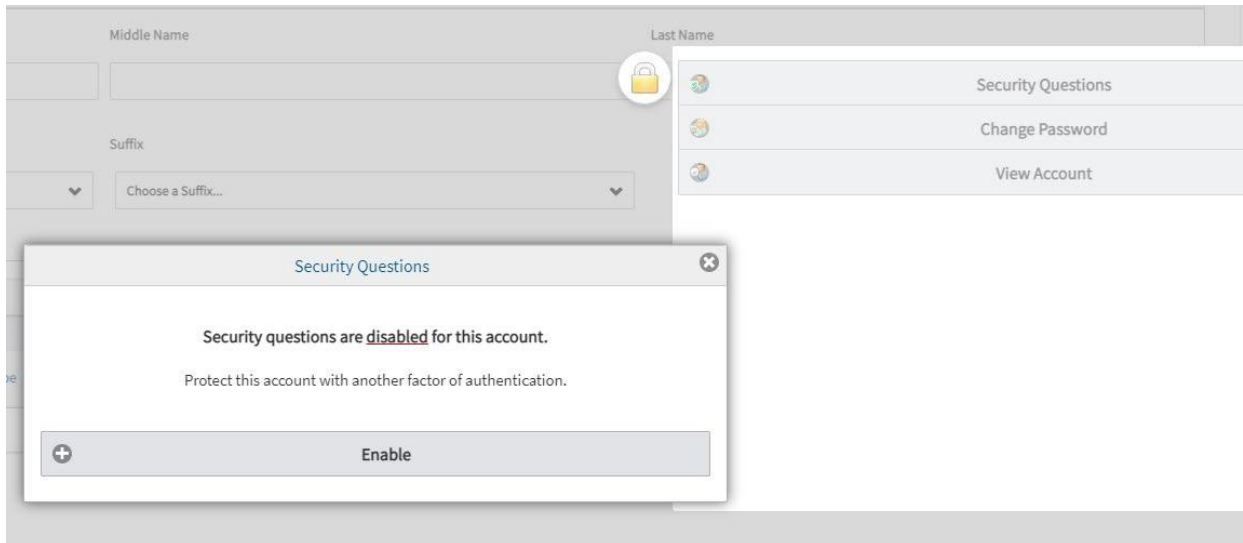 Middle Name
Last Name
Security Questions
Change Password
Suffix
View Account
Choose a Suffix...
Security Questions
Security questions are disabled for this account.
Protect this account with another factor of authentication.
Enable